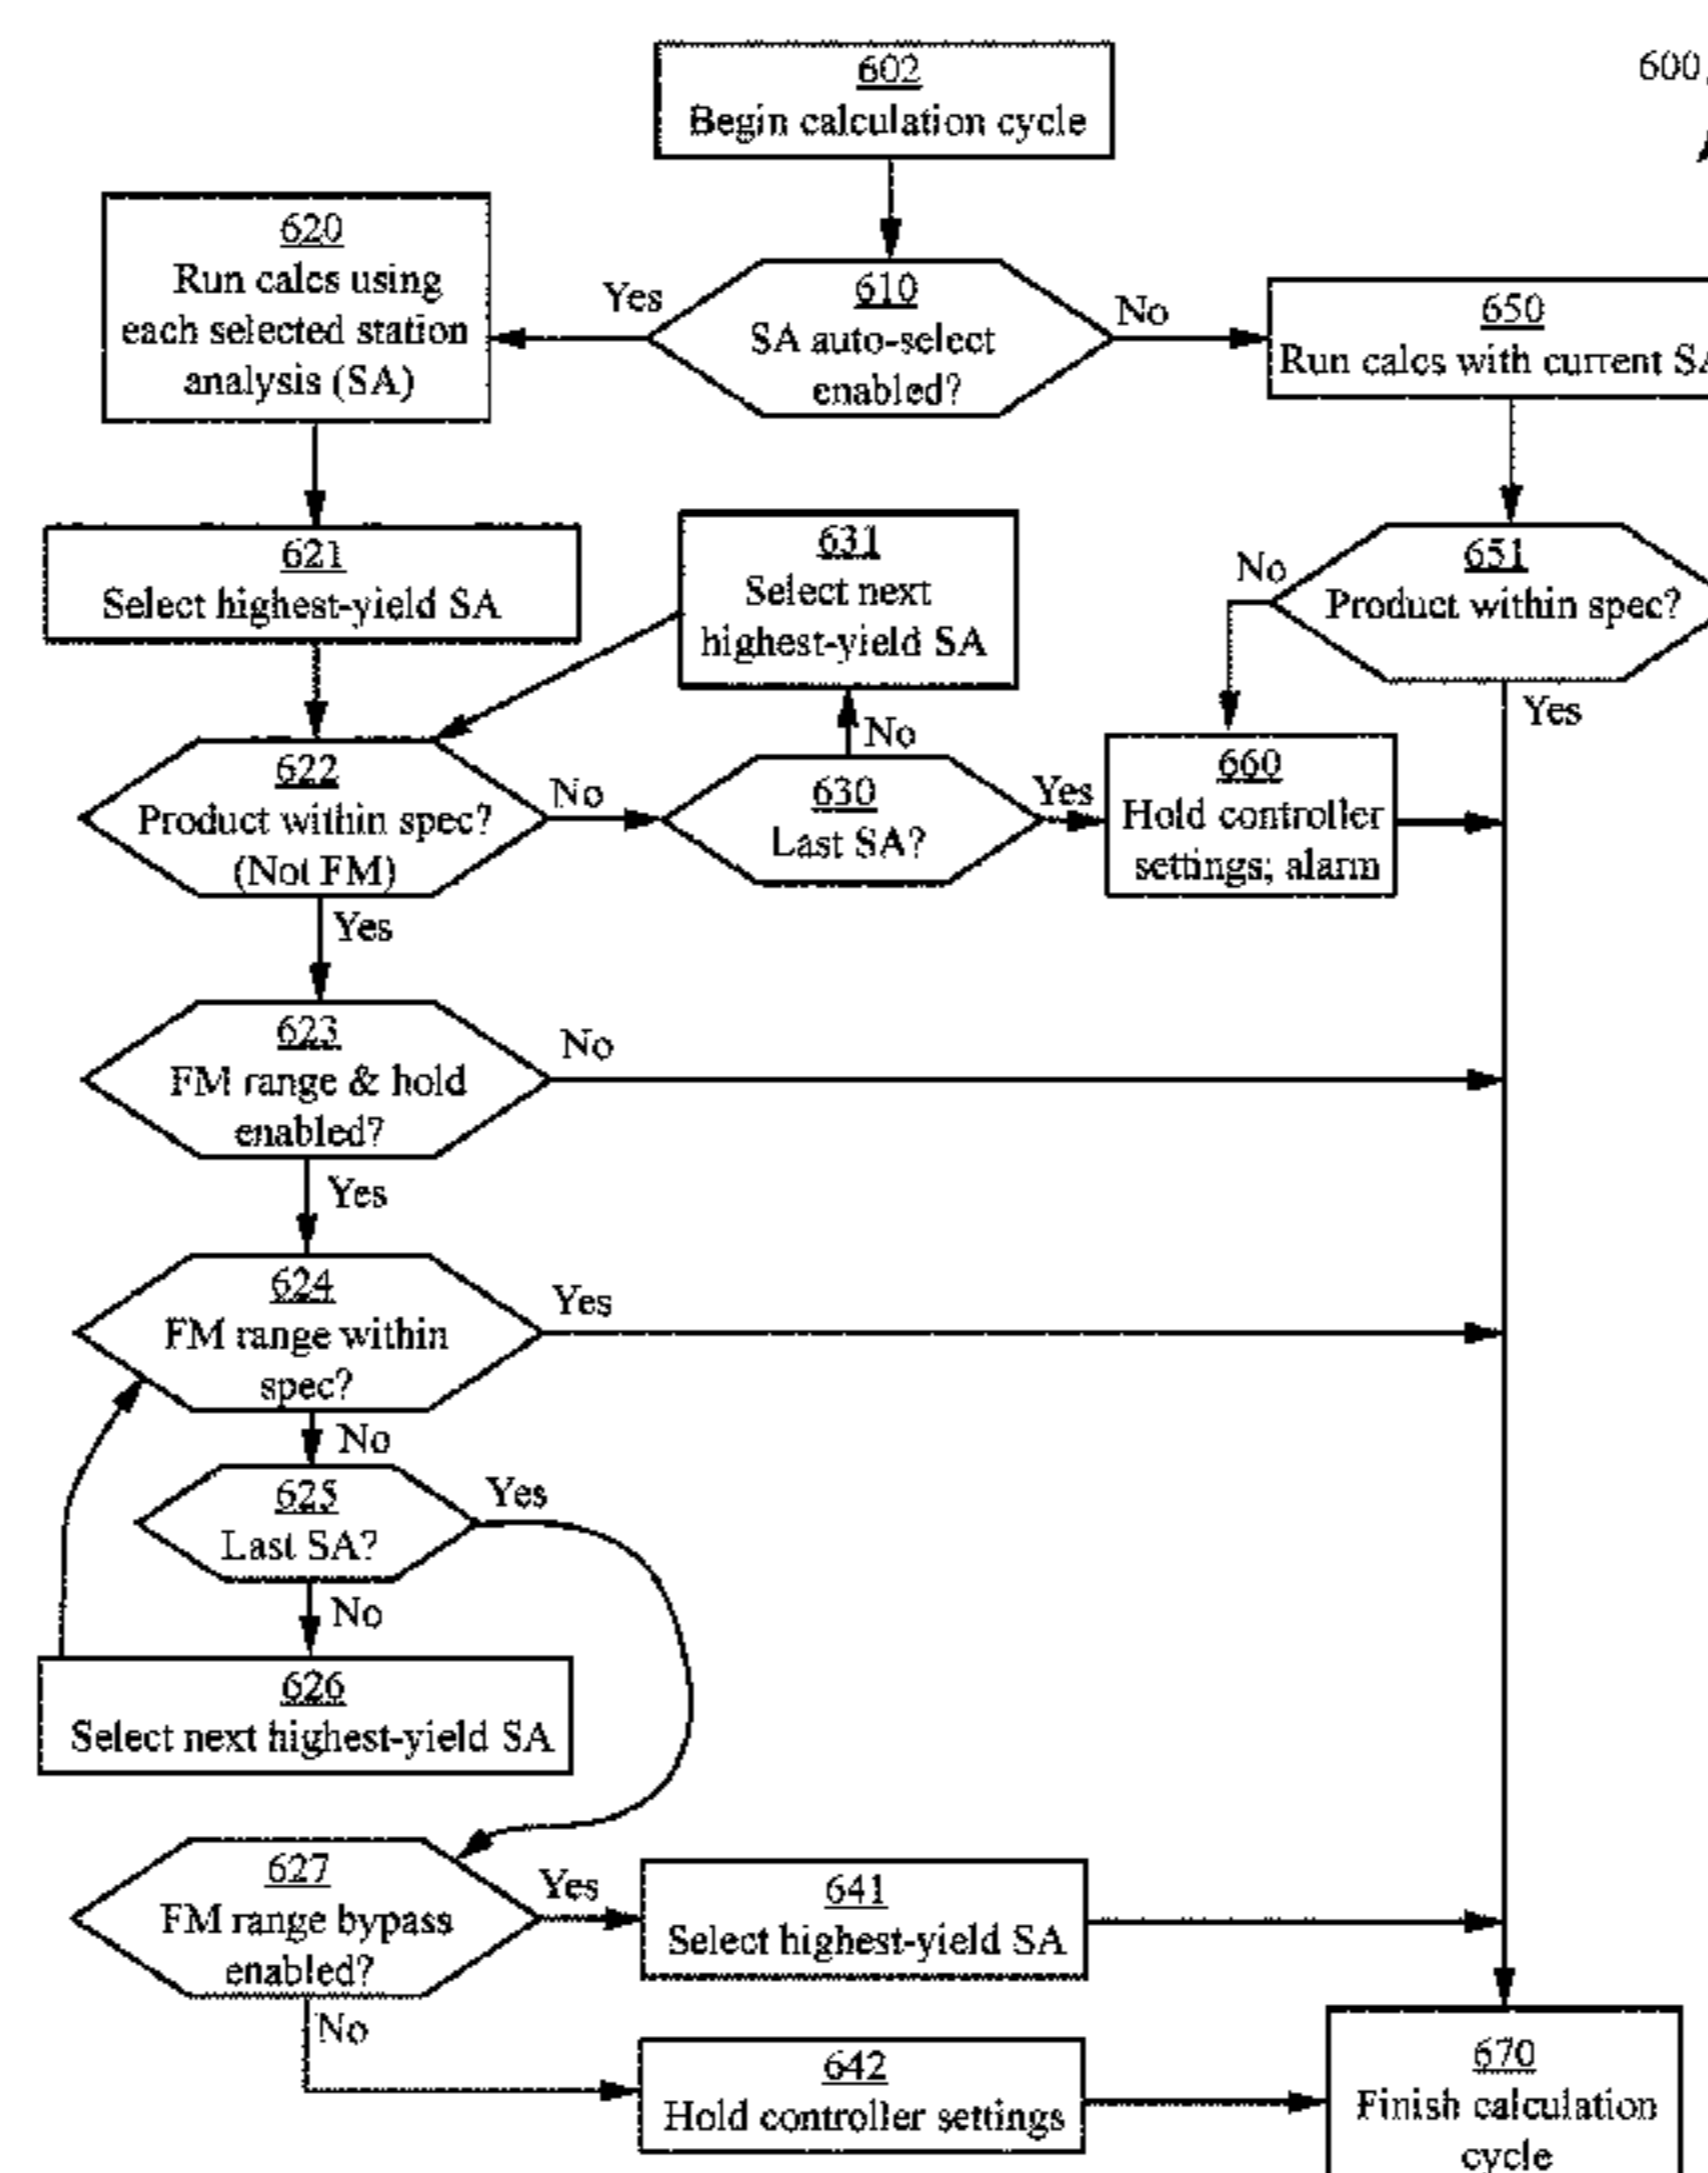 600
602
Begin calculation cycle
610
SA auto-select
enabled?
Yes
No
620
Run calcs using
each selected station
analysis (SA)
650
Run calcs with current SA
621
Select highest-yield SA
631
Select next
highest-yield SA
651
Product within spec?
No
Yes
622
Product within spec?
(Not FM)
No
Yes
630
Last SA?
No
Yes
660
Hold controller
settings; alarm
623
FM range & hold
enabled?
No
Yes
624
FM range within
spec?
Yes
No
625
Last SA?
Yes
No
626
Select next highest-yield SA
627
FM range bypass
enabled?
Yes
No
641
Select highest-yield SA
642
Hold controller settings
670
Finish calculation
cycle